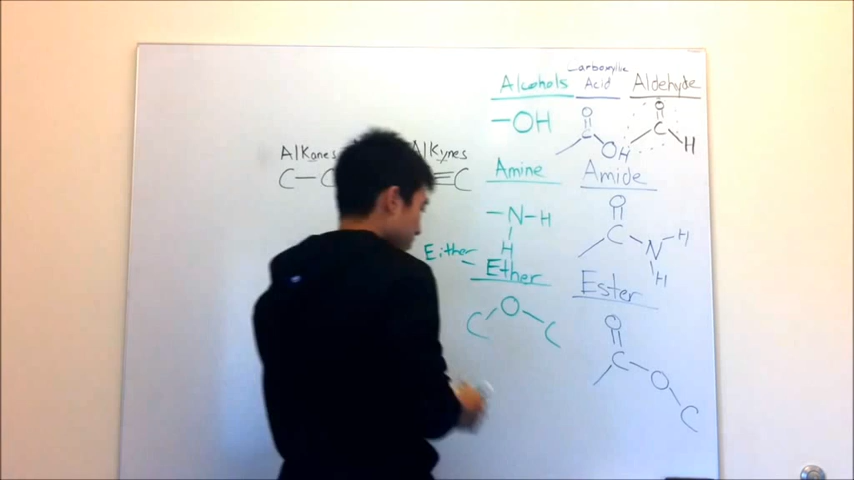 Alcohols Carboxylic Acid Aldehyde
-OH
O
C
OH
O
C
H
Alkanes Alkynes
C-C ≡C
Amine Amide
-N-H
H
O
C
N
H
H
Either
- Ether Ester
C O C
O
C
O
C